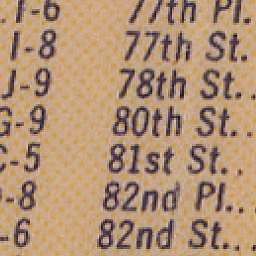 I-6 77th Pl.
I-8 77th St.
J-9 78th St..
G-9 80th St..
C-5 81st St..
-8 82nd Pl...
-6 82nd St...